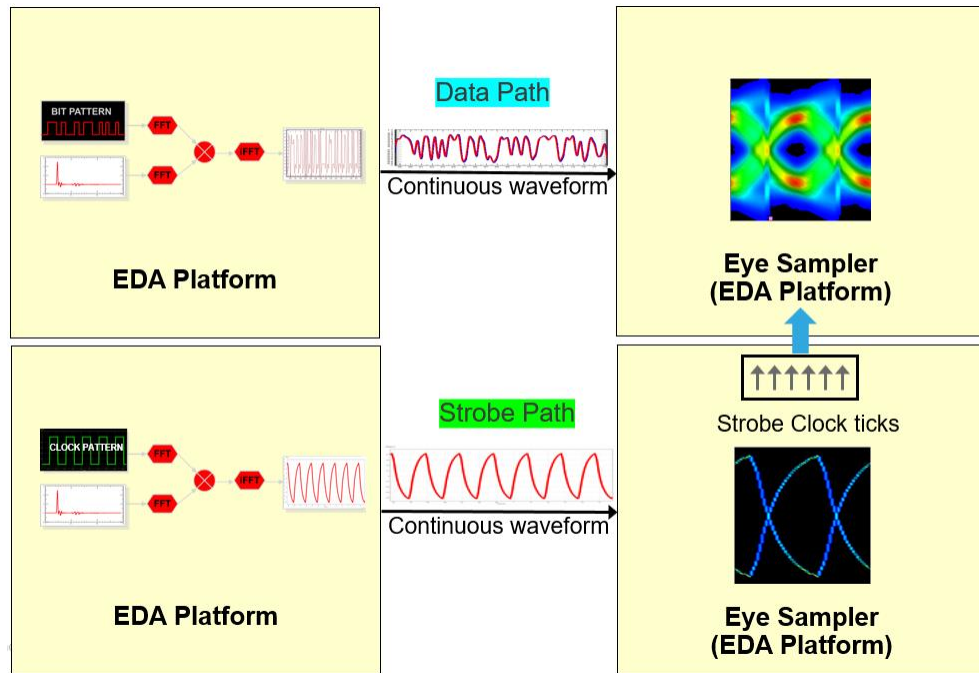 BIT PATTERN
FFT
FFT
iFFT
EDA Platform
Data Path
Continuous waveform
Eye Sampler
(EDA Platform)
CLOCK PATTERN
FFT
FFT
iFFT
EDA Platform
Strobe Path
Continuous waveform
Strobe Clock ticks
Eye Sampler
(EDA Platform)